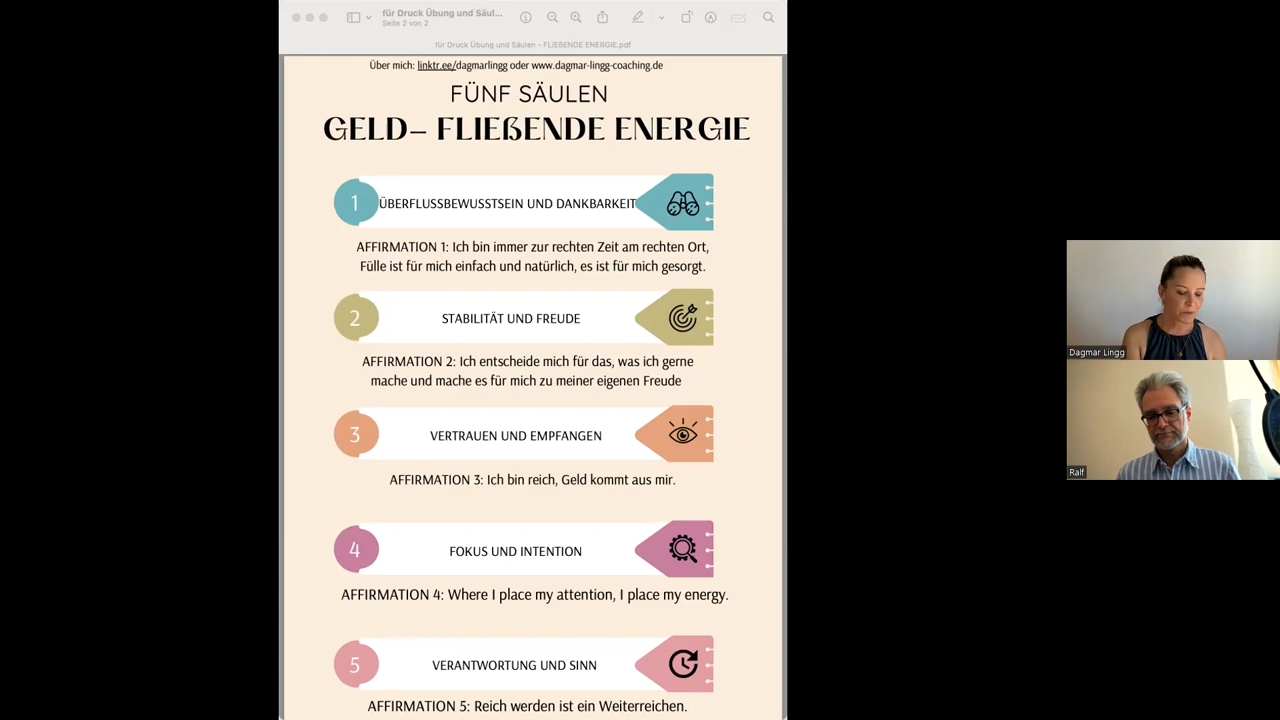 für Druck Übung und Säul...
Seite 2 von 2
für Druck Übung und Säulen - FLIEẞENDE ENERGIE.pdf
Über mich: linktr.ee/dagmarlingg oder www.dagmar-lingg-coaching.de
FÜNF SÄULEN
GELD– FLIEẞENDE ENERGIE
1
ÜBERFLUSSBEWUSSTSEIN UND DANKBARKEIT
AFFIRMATION 1: Ich bin immer zur rechten Zeit am rechten Ort,
Fülle ist für mich einfach und natürlich, es ist für mich gesorgt.
2
STABILITÄT UND FREUDE
AFFIRMATION 2: Ich entscheide mich für das, was ich gerne
mache und mache es für mich zu meiner eigenen Freude
3
VERTRAUEN UND EMPFANGEN
AFFIRMATION 3: Ich bin reich, Geld kommt aus mir.
4
FOKUS UND INTENTION
AFFIRMATION 4: Where I place my attention, I place my energy.
5
VERANTWORTUNG UND SINN
AFFIRMATION 5: Reich werden ist ein Weiterreichen.
Dagmar Lingg
Ralf